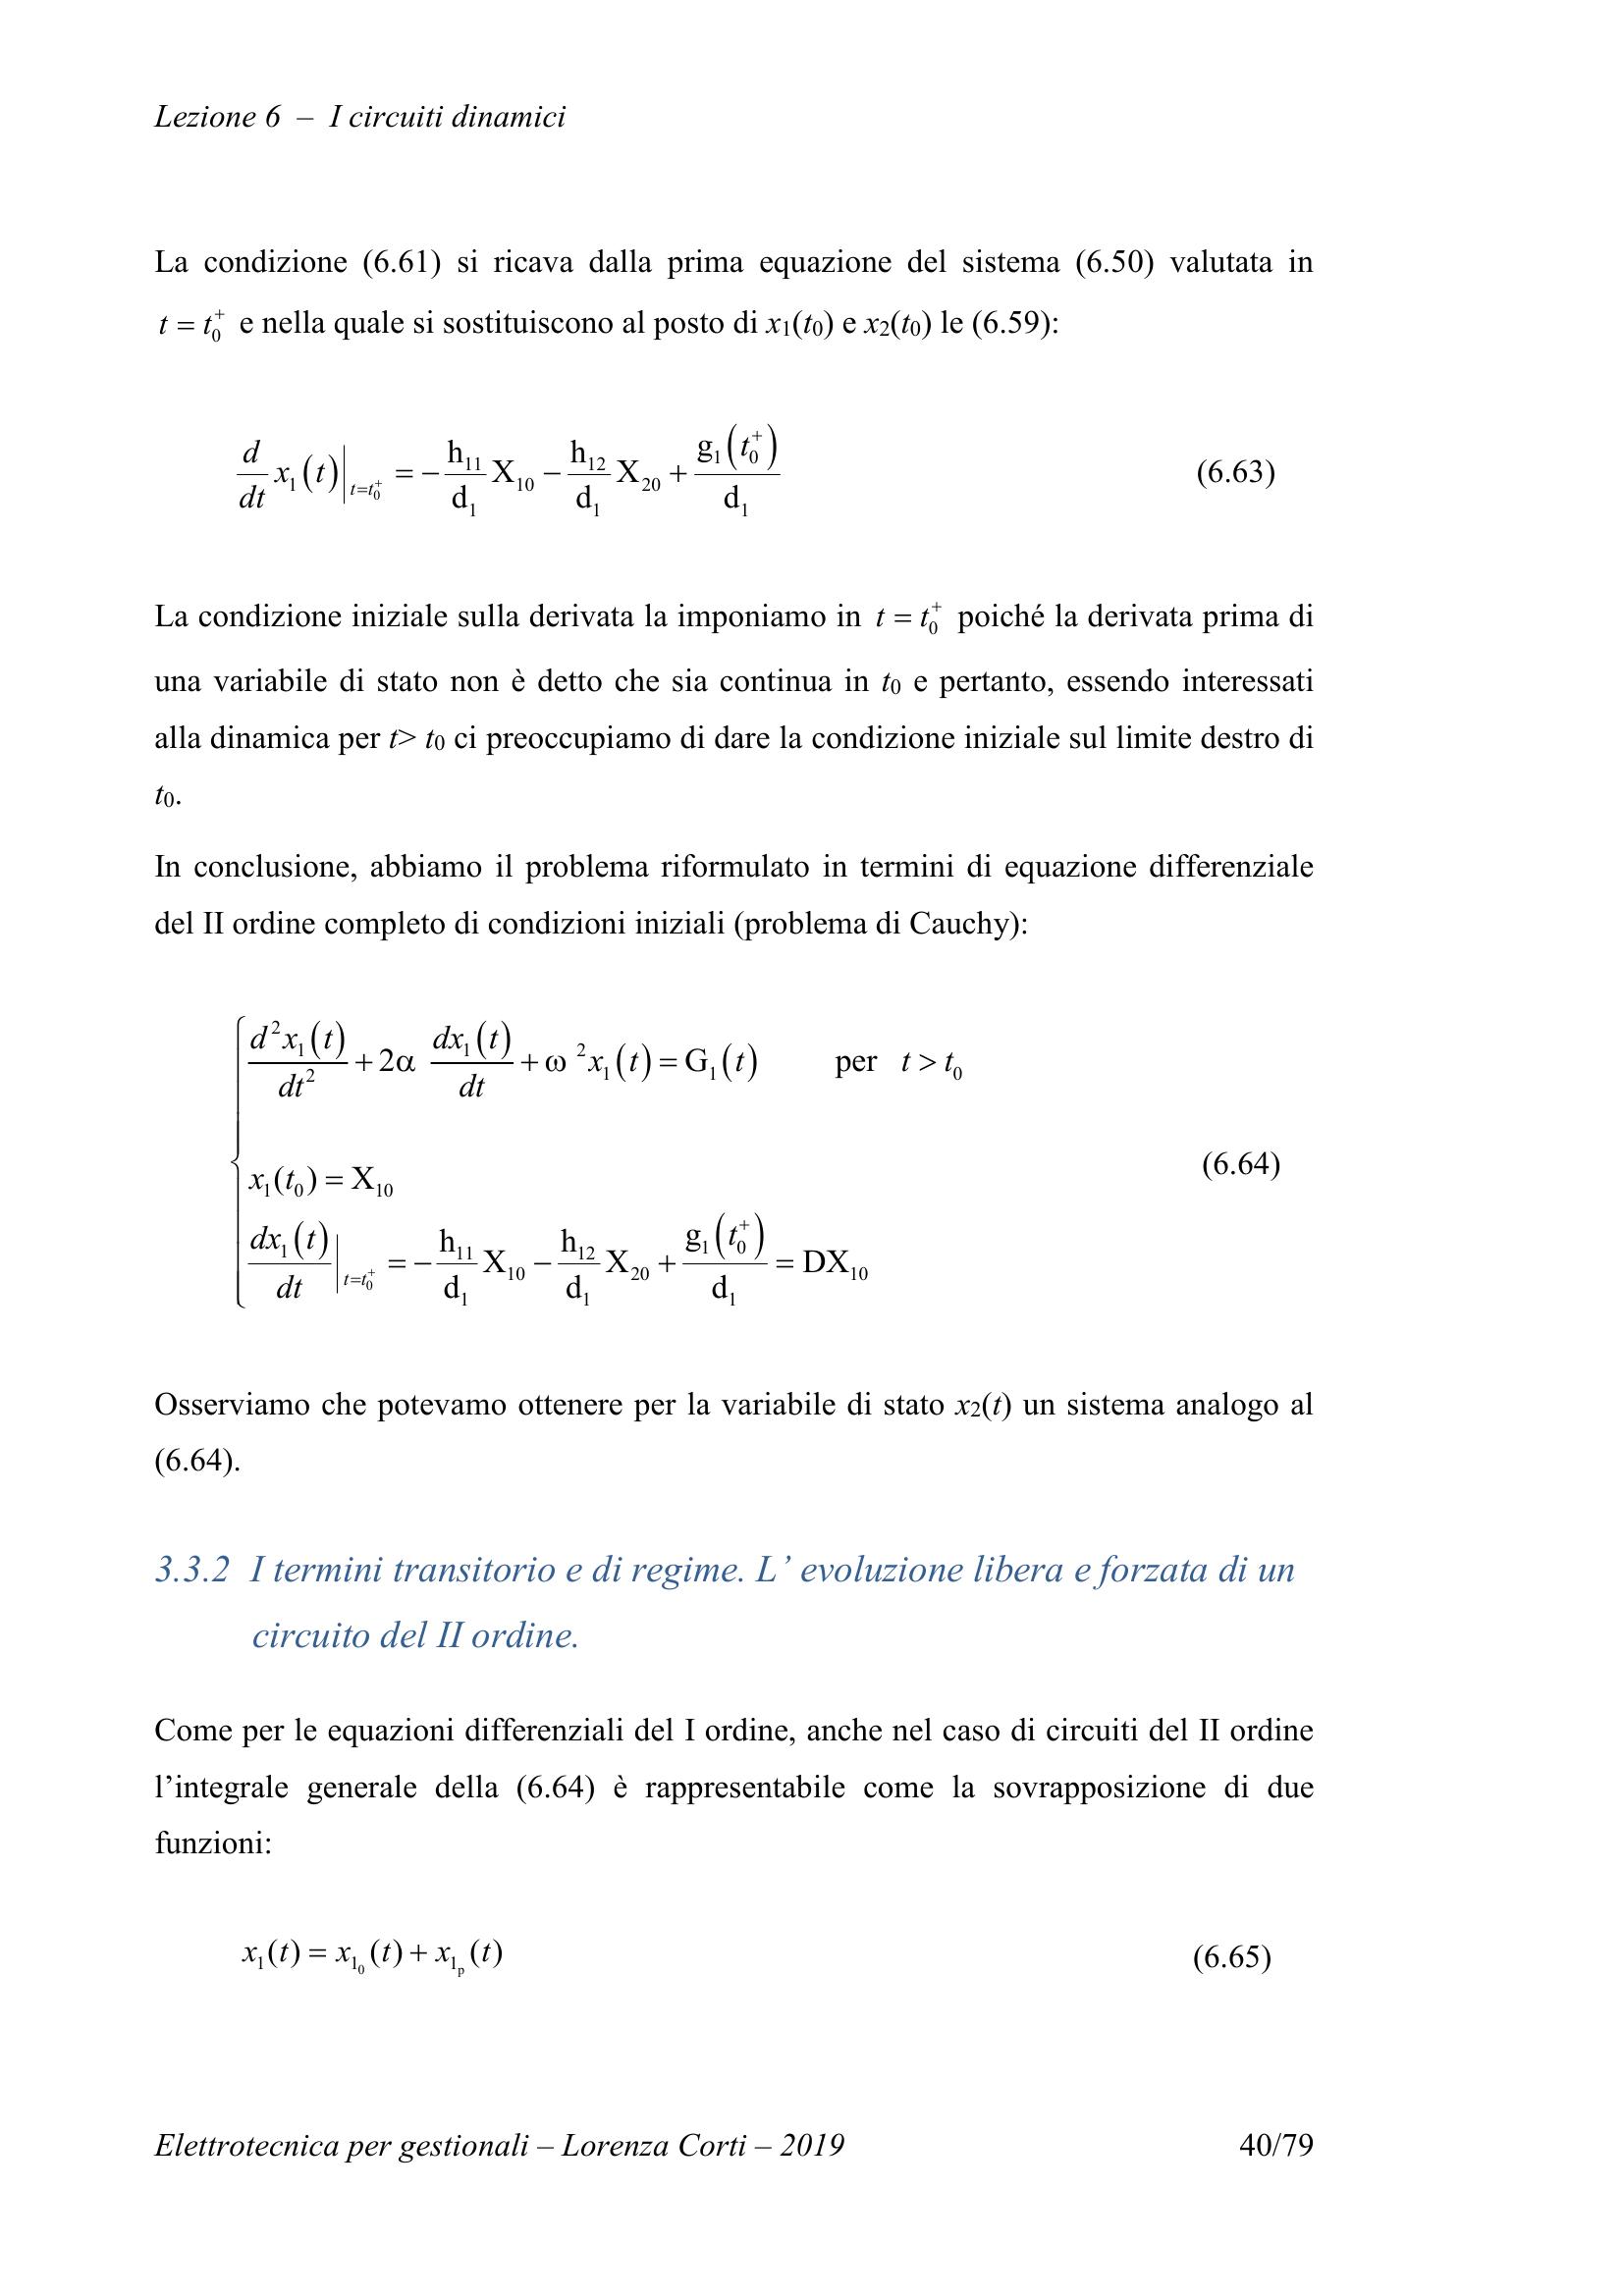 Lezione 6 – I circuiti dinamici
La condizione (6.61) si ricava dalla prima equazione del sistema (6.50) valutata in
$t = t_0^+$ e nella quale si sostituiscono al posto di $x_1(t_0)$ e $x_2(t_0)$ le (6.59):
$\left.\frac{d}{dt} x_1(t)\right|_{t=t_0^+} = -\frac{h_{11}}{d_1} X_{10} - \frac{h_{12}}{d_1} X_{20} + \frac{g_1(t_0^+)}{d_1}$ (6.63)
La condizione iniziale sulla derivata la imponiamo in $t = t_0^+$ poiché la derivata prima di
una variabile di stato non è detto che sia continua in $t_0$ e pertanto, essendo interessati
alla dinamica per $t > t_0$ ci preoccupiamo di dare la condizione iniziale sul limite destro di
$t_0$.
In conclusione, abbiamo il problema riformulato in termini di equazione differenziale
del II ordine completo di condizioni iniziali (problema di Cauchy):
$\frac{d^2 x_1(t)}{dt^2} + 2\alpha \frac{dx_1(t)}{dt} + \omega^2 x_1(t) = G_1(t)$ per $t > t_0$
$x_1(t_0) = X_{10}$ (6.64)
$\left.\frac{dx_1(t)}{dt}\right|_{t=t_0^+} = -\frac{h_{11}}{d_1} X_{10} - \frac{h_{12}}{d_1} X_{20} + \frac{g_1(t_0^+)}{d_1} = DX_{10}$
Osserviamo che potevamo ottenere per la variabile di stato $x_2(t)$ un sistema analogo al
(6.64).
3.3.2 I termini transitorio e di regime. L’ evoluzione libera e forzata di un
circuito del II ordine.
Come per le equazioni differenziali del I ordine, anche nel caso di circuiti del II ordine
l’integrale generale della (6.64) è rappresentabile come la sovrapposizione di due
funzioni:
$x_1(t) = x_{1_0}(t) + x_{1_p}(t)$ (6.65)
Elettrotecnica per gestionali – Lorenza Corti – 2019 40/79